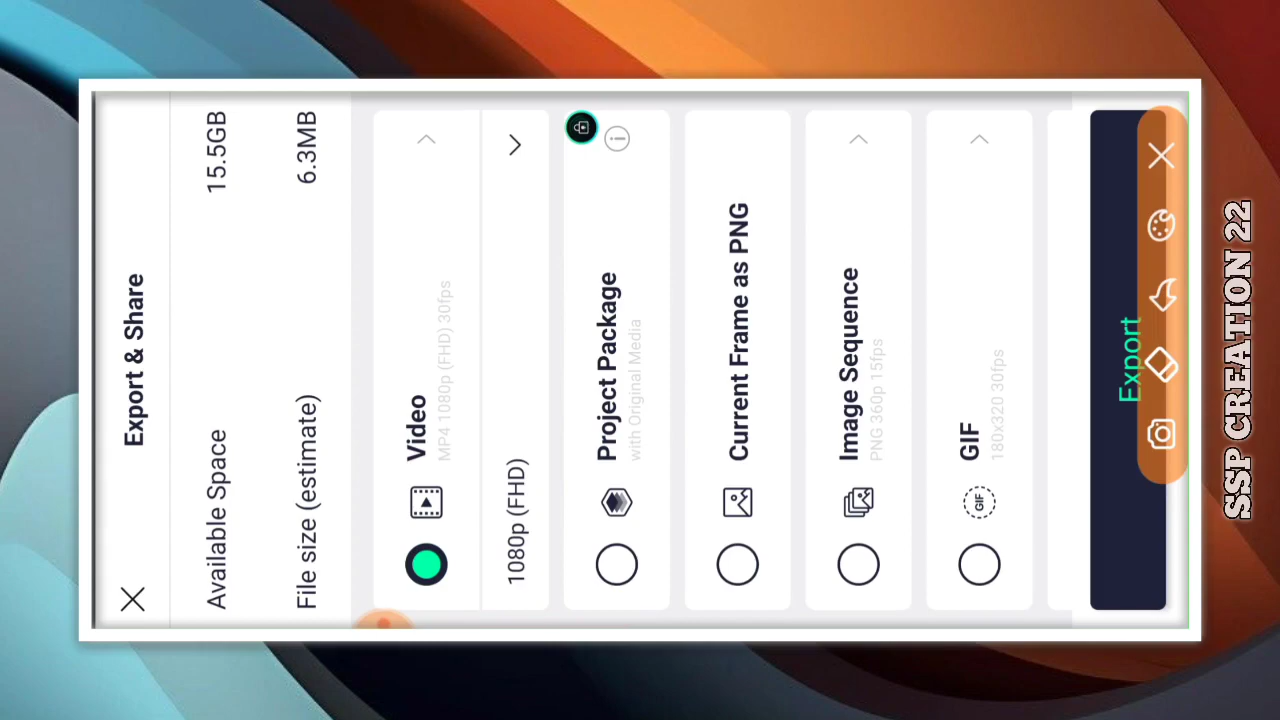 Export & Share
Available Space 15.5GB
File size (estimate) 6.3MB
Video
MP4 1080p (FHD) 30fps
1080p (FHD)
Project Package
with Original Media
Current Frame as PNG
Image Sequence
PNG 360p 15fps
GIF
GIF
180x320 30fps
Export
SSP CREATION 22